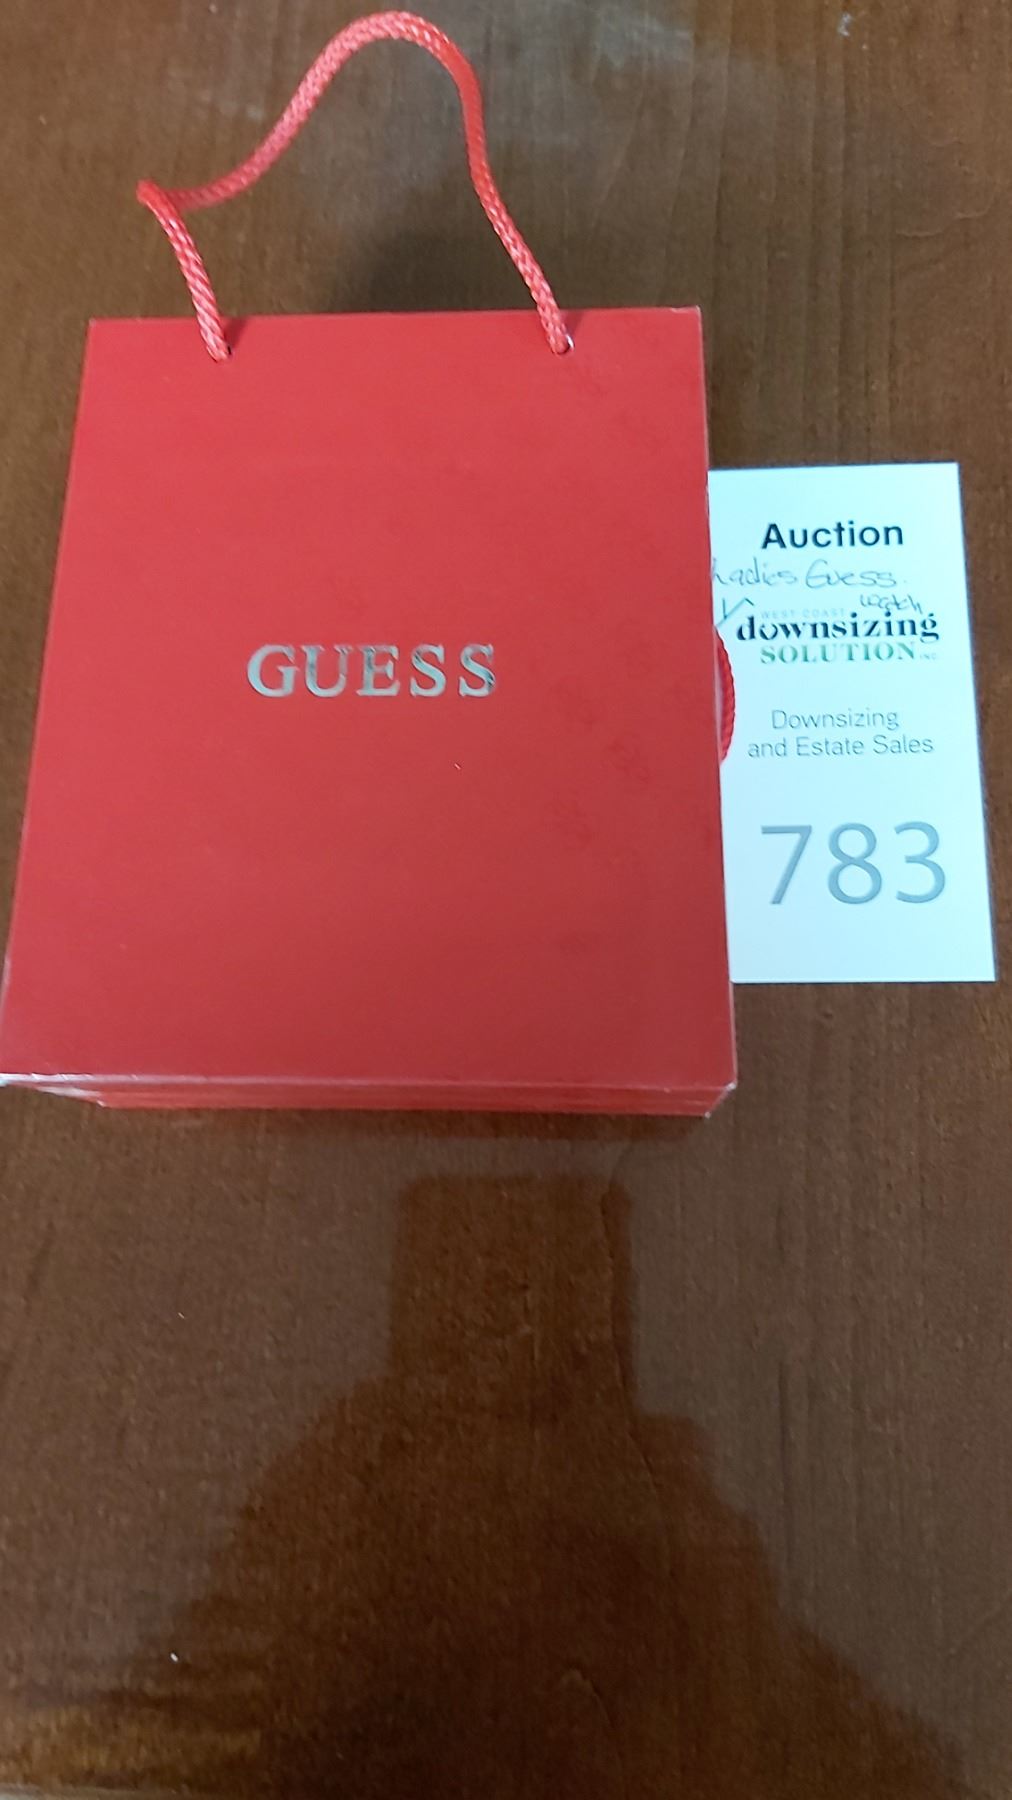 GUESS
Auction
Ladies Guess
watch
WEST COAST
downsizing
SOLUTION INC.
Downsizing
and Estate Sales
783